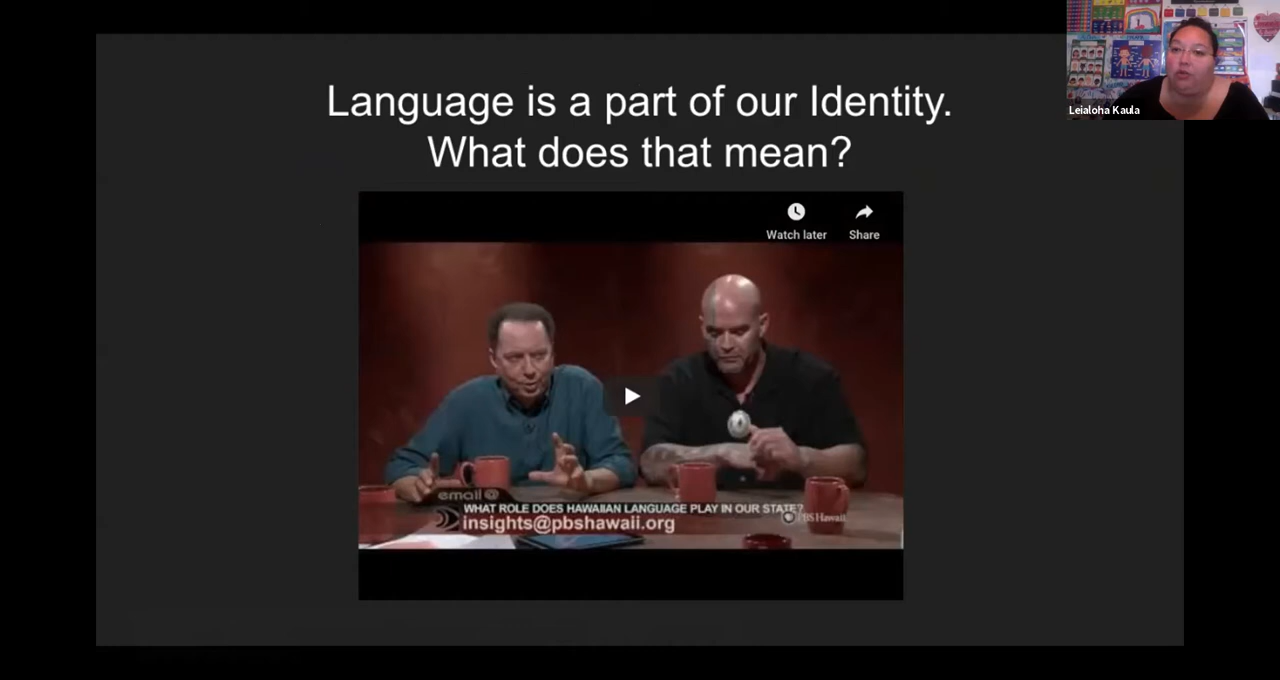 Language is a part of our Identity.
What does that mean?
Leialoha Kaula
Watch later
Share
email@
WHAT ROLE DOES HAWAIIAN LANGUAGE PLAY IN OUR STATE?
insights@pbshawaii.org
PBS Hawaii